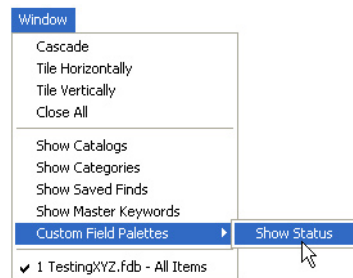 Window
Cascade
Tile Horizontally
Tile Vertically
Close All
Show Catalogs
Show Categories
Show Saved Finds
Show Master Keywords
Custom Field Palettes
Show Status
1 TestingXYZ.fdb - All Items